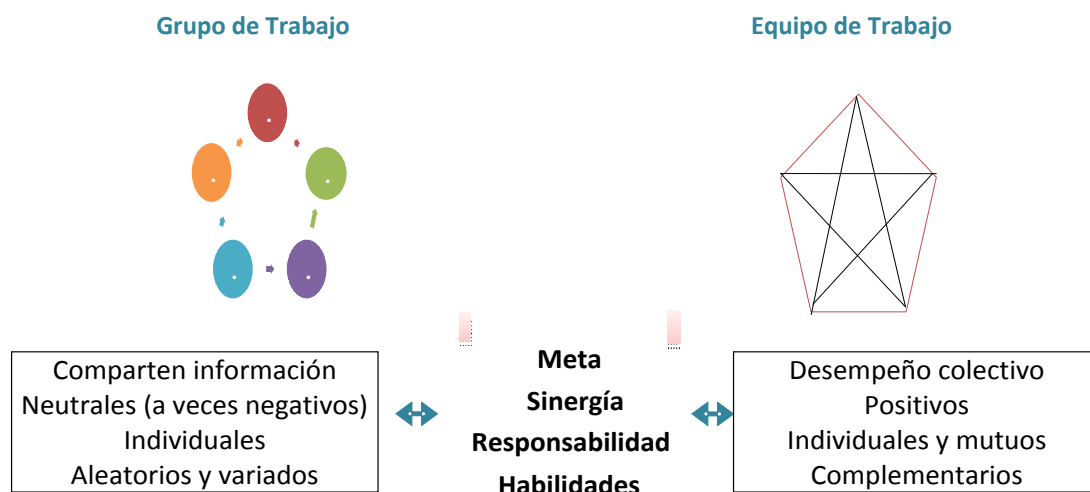 Grupo de Trabajo
Equipo de Trabajo
Comparten información
Neutrales (a veces negativos)
Individuales
Aleatorios y variados
Meta
Sinergía
Responsabilidad
Habilidades
Desempeño colectivo
Positivos
Individuales y mutuos
Complementarios